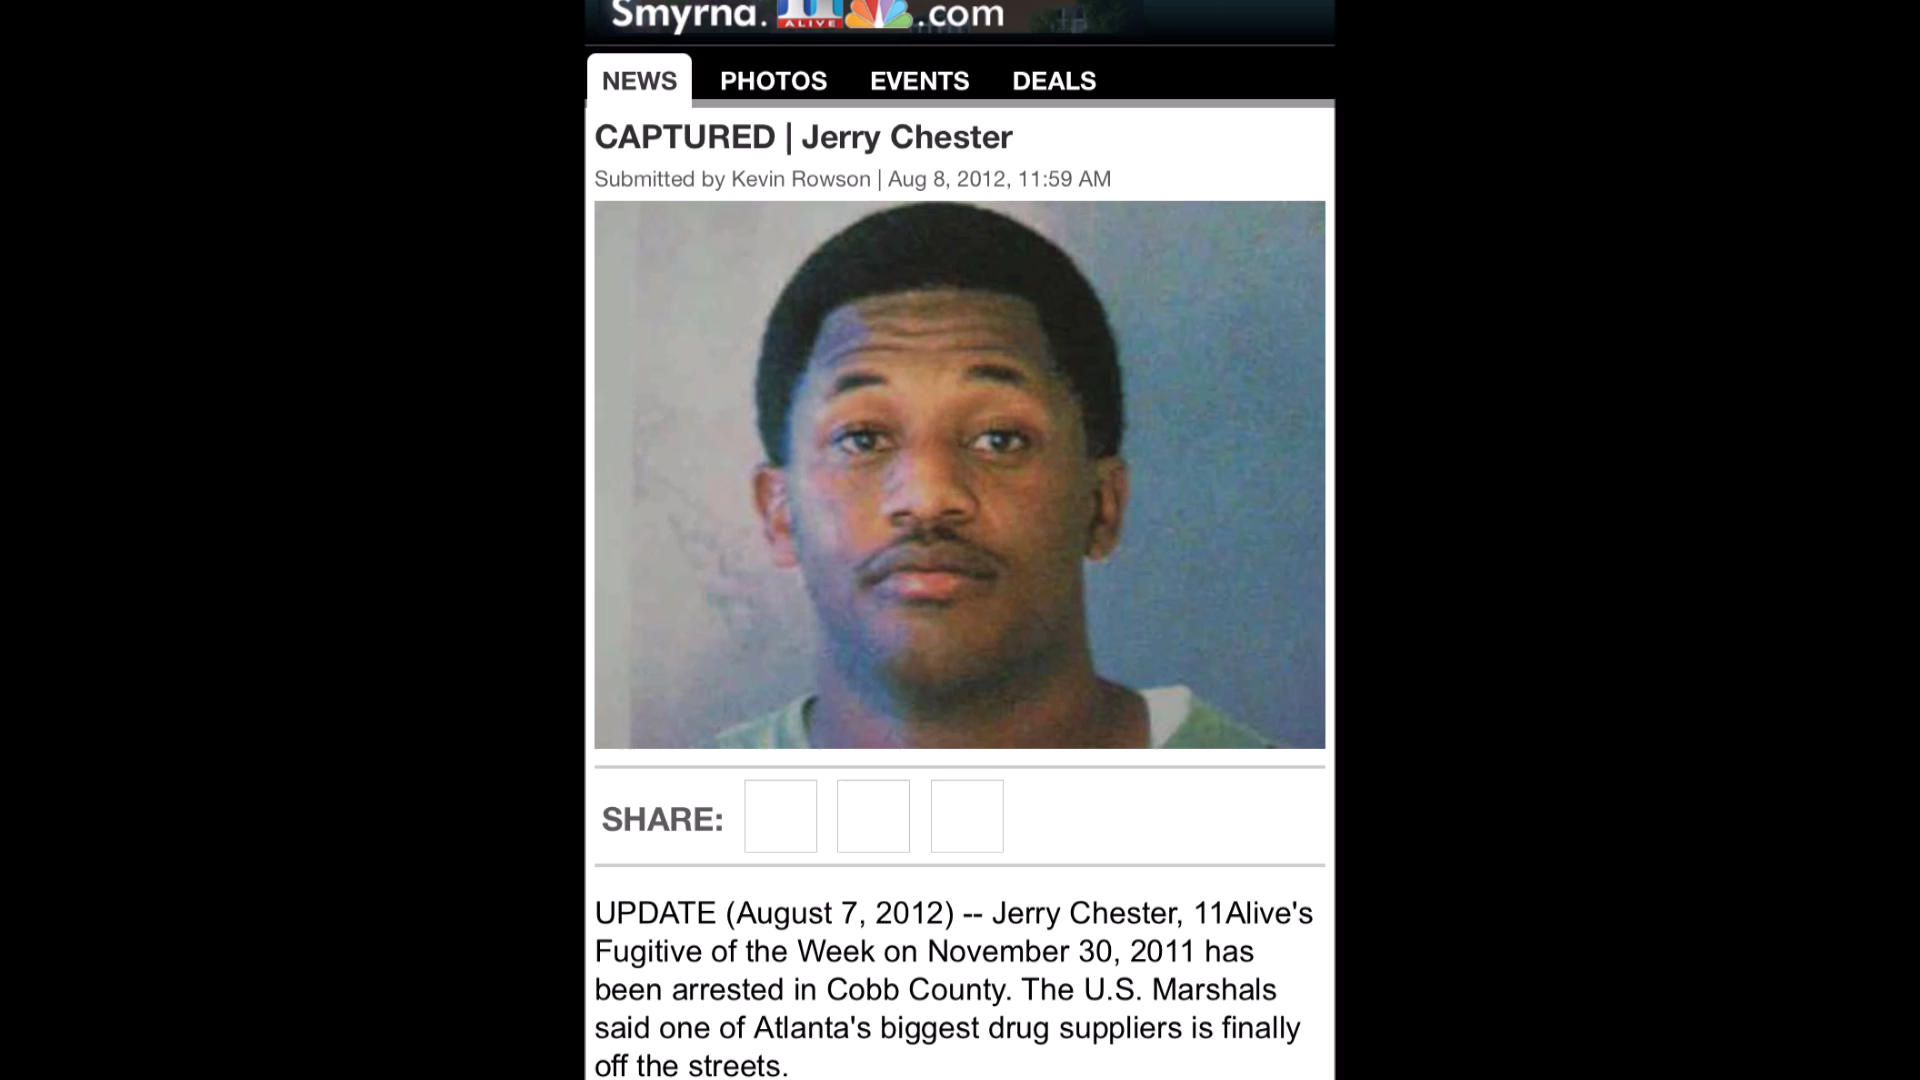 Smyrna. 11 ALIVE .com
NEWS PHOTOS EVENTS DEALS
CAPTURED | Jerry Chester
Submitted by Kevin Rowson | Aug 8, 2012, 11:59 AM
SHARE:
UPDATE (August 7, 2012) -- Jerry Chester, 11Alive's
Fugitive of the Week on November 30, 2011 has
been arrested in Cobb County. The U.S. Marshals
said one of Atlanta's biggest drug suppliers is finally
off the streets.